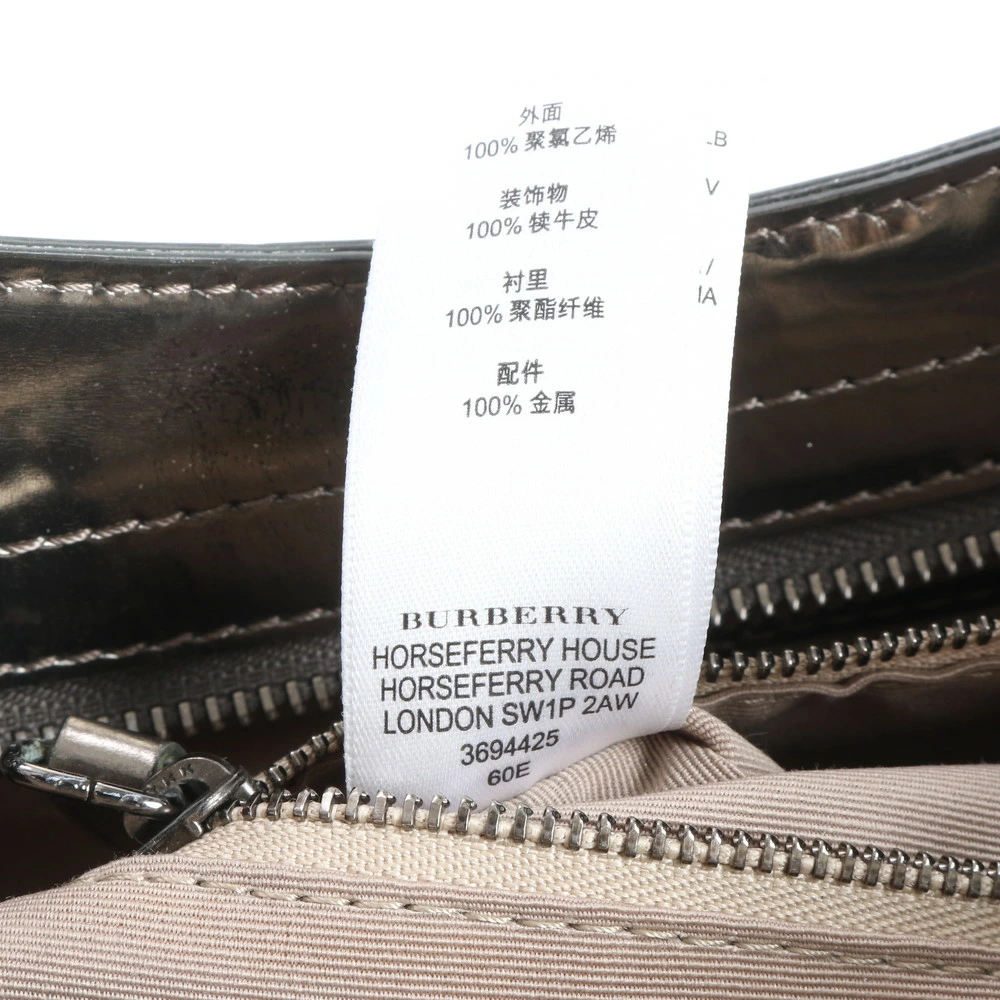 外面
100% 聚氯乙烯
装饰物
100% 犊牛皮
衬里
100% 聚酯纤维
配件
100% 金属
BURBERRY
HORSEFERRY HOUSE
HORSEFERRY ROAD
LONDON SW1P 2AW
3694425
60E